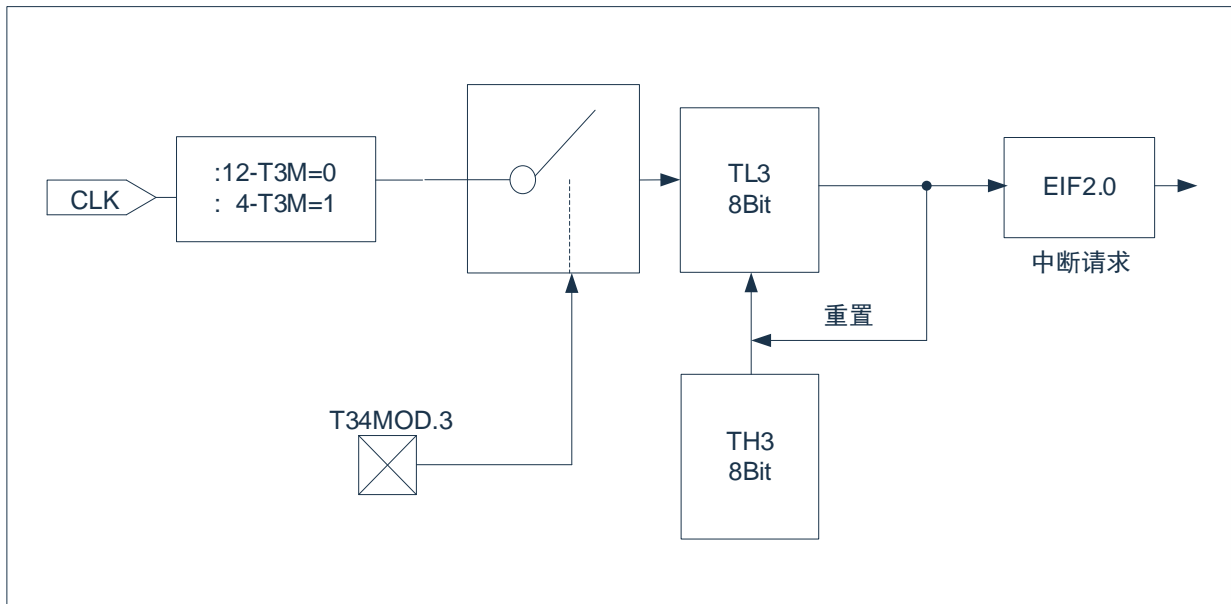 CLK
:12-T3M=0
: 4-T3M=1
TL3
8Bit
EIF2.0
中断请求
重置
T34MOD.3
TH3
8Bit